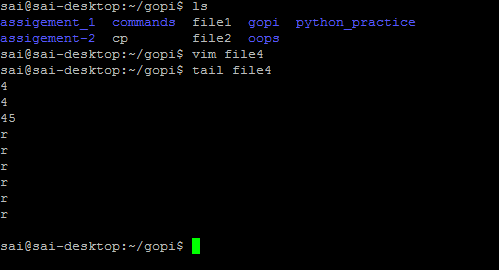 sai@sai-desktop:~/gopi$ ls
assigement_1 commands file1 gopi python_practice
assigement-2 cp file2 oops
sai@sai-desktop:~/gopi$ vim file4
sai@sai-desktop:~/gopi$ tail file4
4
4
45
r
r
r
r
r
r
sai@sai-desktop:~/gopi$